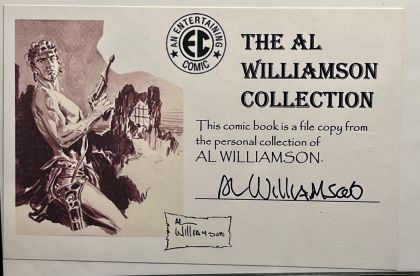 AN ENTERTAINING
EC
COMIC
THE AL
WILLIAMSON
COLLECTION
This comic book is a file copy from
the personal collection of
AL WILLIAMSON.
Al Williamson
AL
WILLIAMSON